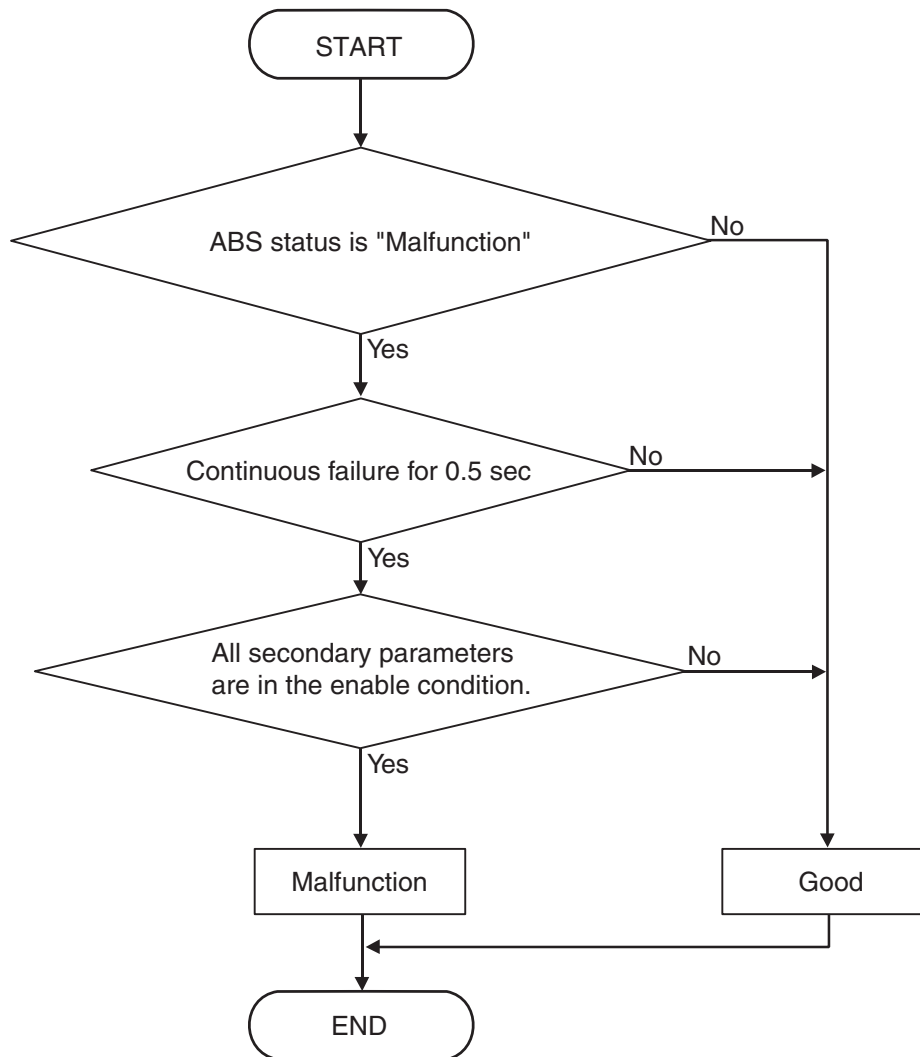 START
ABS status is "Malfunction"
No
Yes
Continuous failure for 0.5 sec
No
Yes
All secondary parameters
are in the enable condition.
No
Yes
Malfunction
Good
END